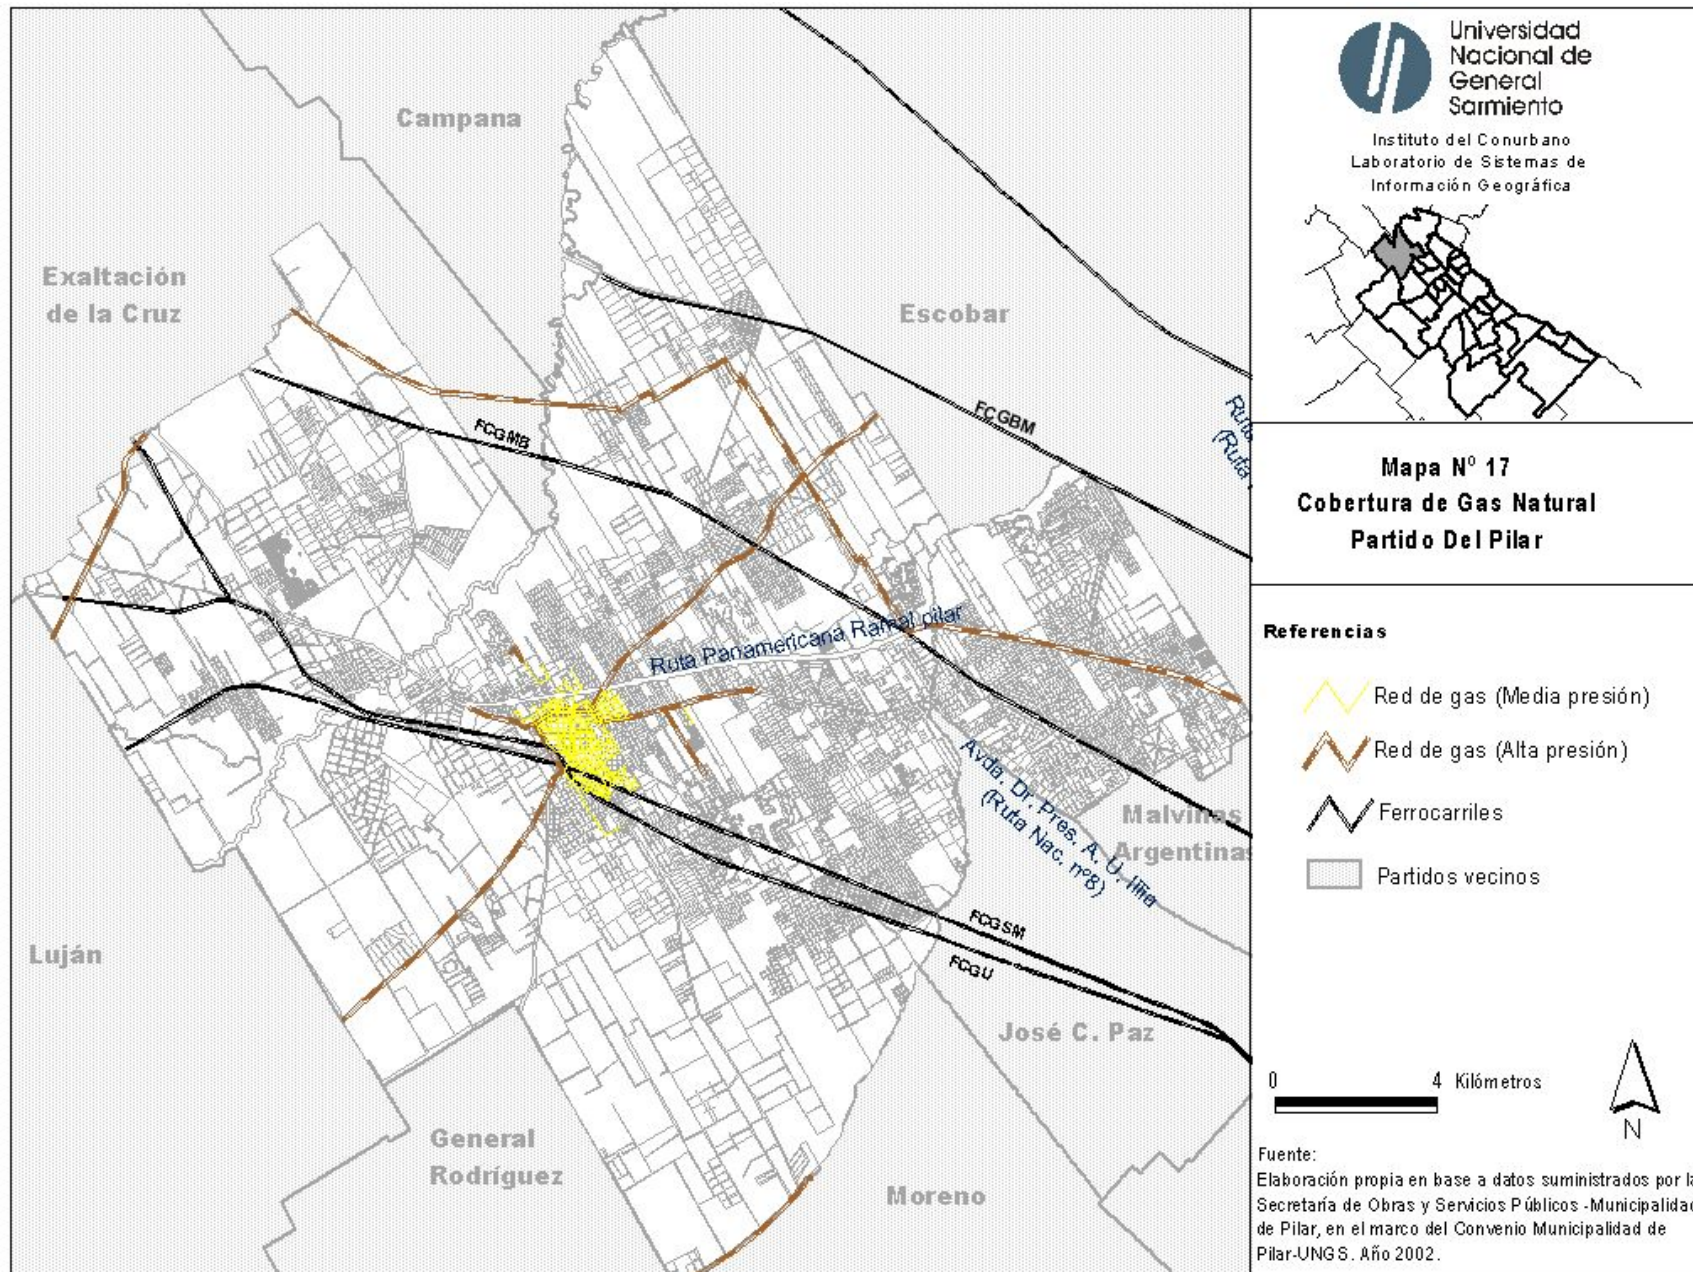 Campana
Exaltación
de la Cruz
Escobar
FCGMB
FCGBM
Ruta Panamericana Ramal pilar
Avda. Dr. Pres. A. U. Illia
(Ruta Nac. nº8)
Malvinas
Argentinas
FCGSM
FCGU
Luján
José C. Paz
General
Rodríguez
Moreno
Universidad
Nacional de
General
Sarmiento
Instituto del Conurbano
Laboratorio de Sistemas de
Información Geográfica
Mapa Nº 17
Cobertura de Gas Natural
Partido Del Pilar
Referencias
Red de gas (Media presión)
Red de gas (Alta presión)
Ferrocarriles
Partidos vecinos
0 4 Kilómetros
N
Fuente:
Elaboración propia en base a datos suministrados por la
Secretaría de Obras y Servicios Públicos -Municipalidad
de Pilar, en el marco del Convenio Municipalidad de
Pilar-UNGS. Año 2002.